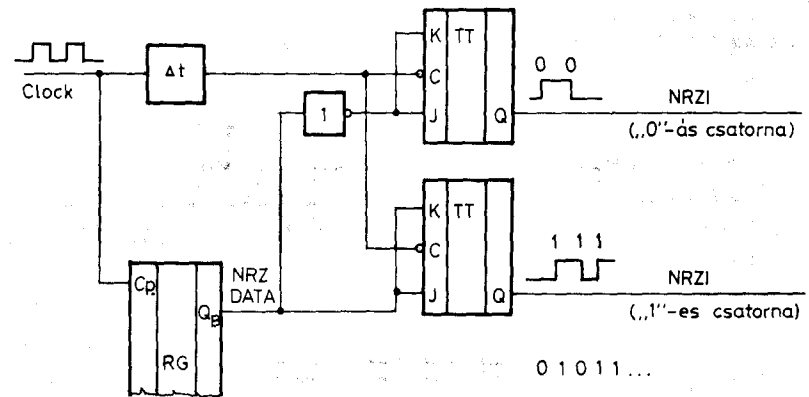 Clock
Δt
K TT
C
J Q
0 0
NRZI
(„0"-ás csatorna)
1
K TT
C
J Q
1 1 1
NRZI
(„1"-es csatorna)
Cp
RG
QB
NRZ
DATA
0 1 0 1 1 ...